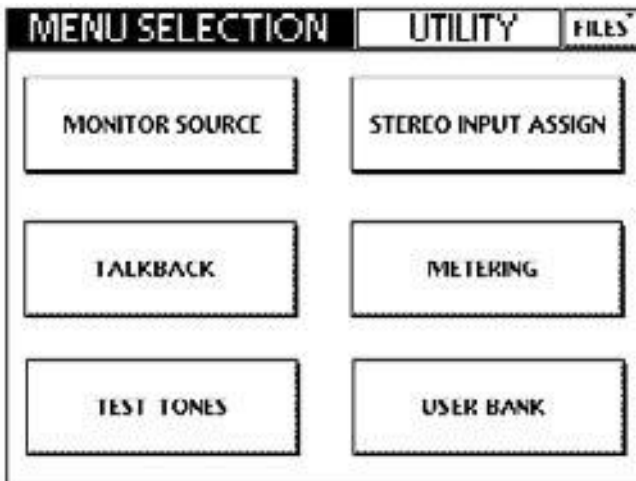 MENU SELECTION UTILITY FILES
MONITOR SOURCE STEREO INPUT ASSIGN
TALKBACK METERING
TEST TONES USER BANK